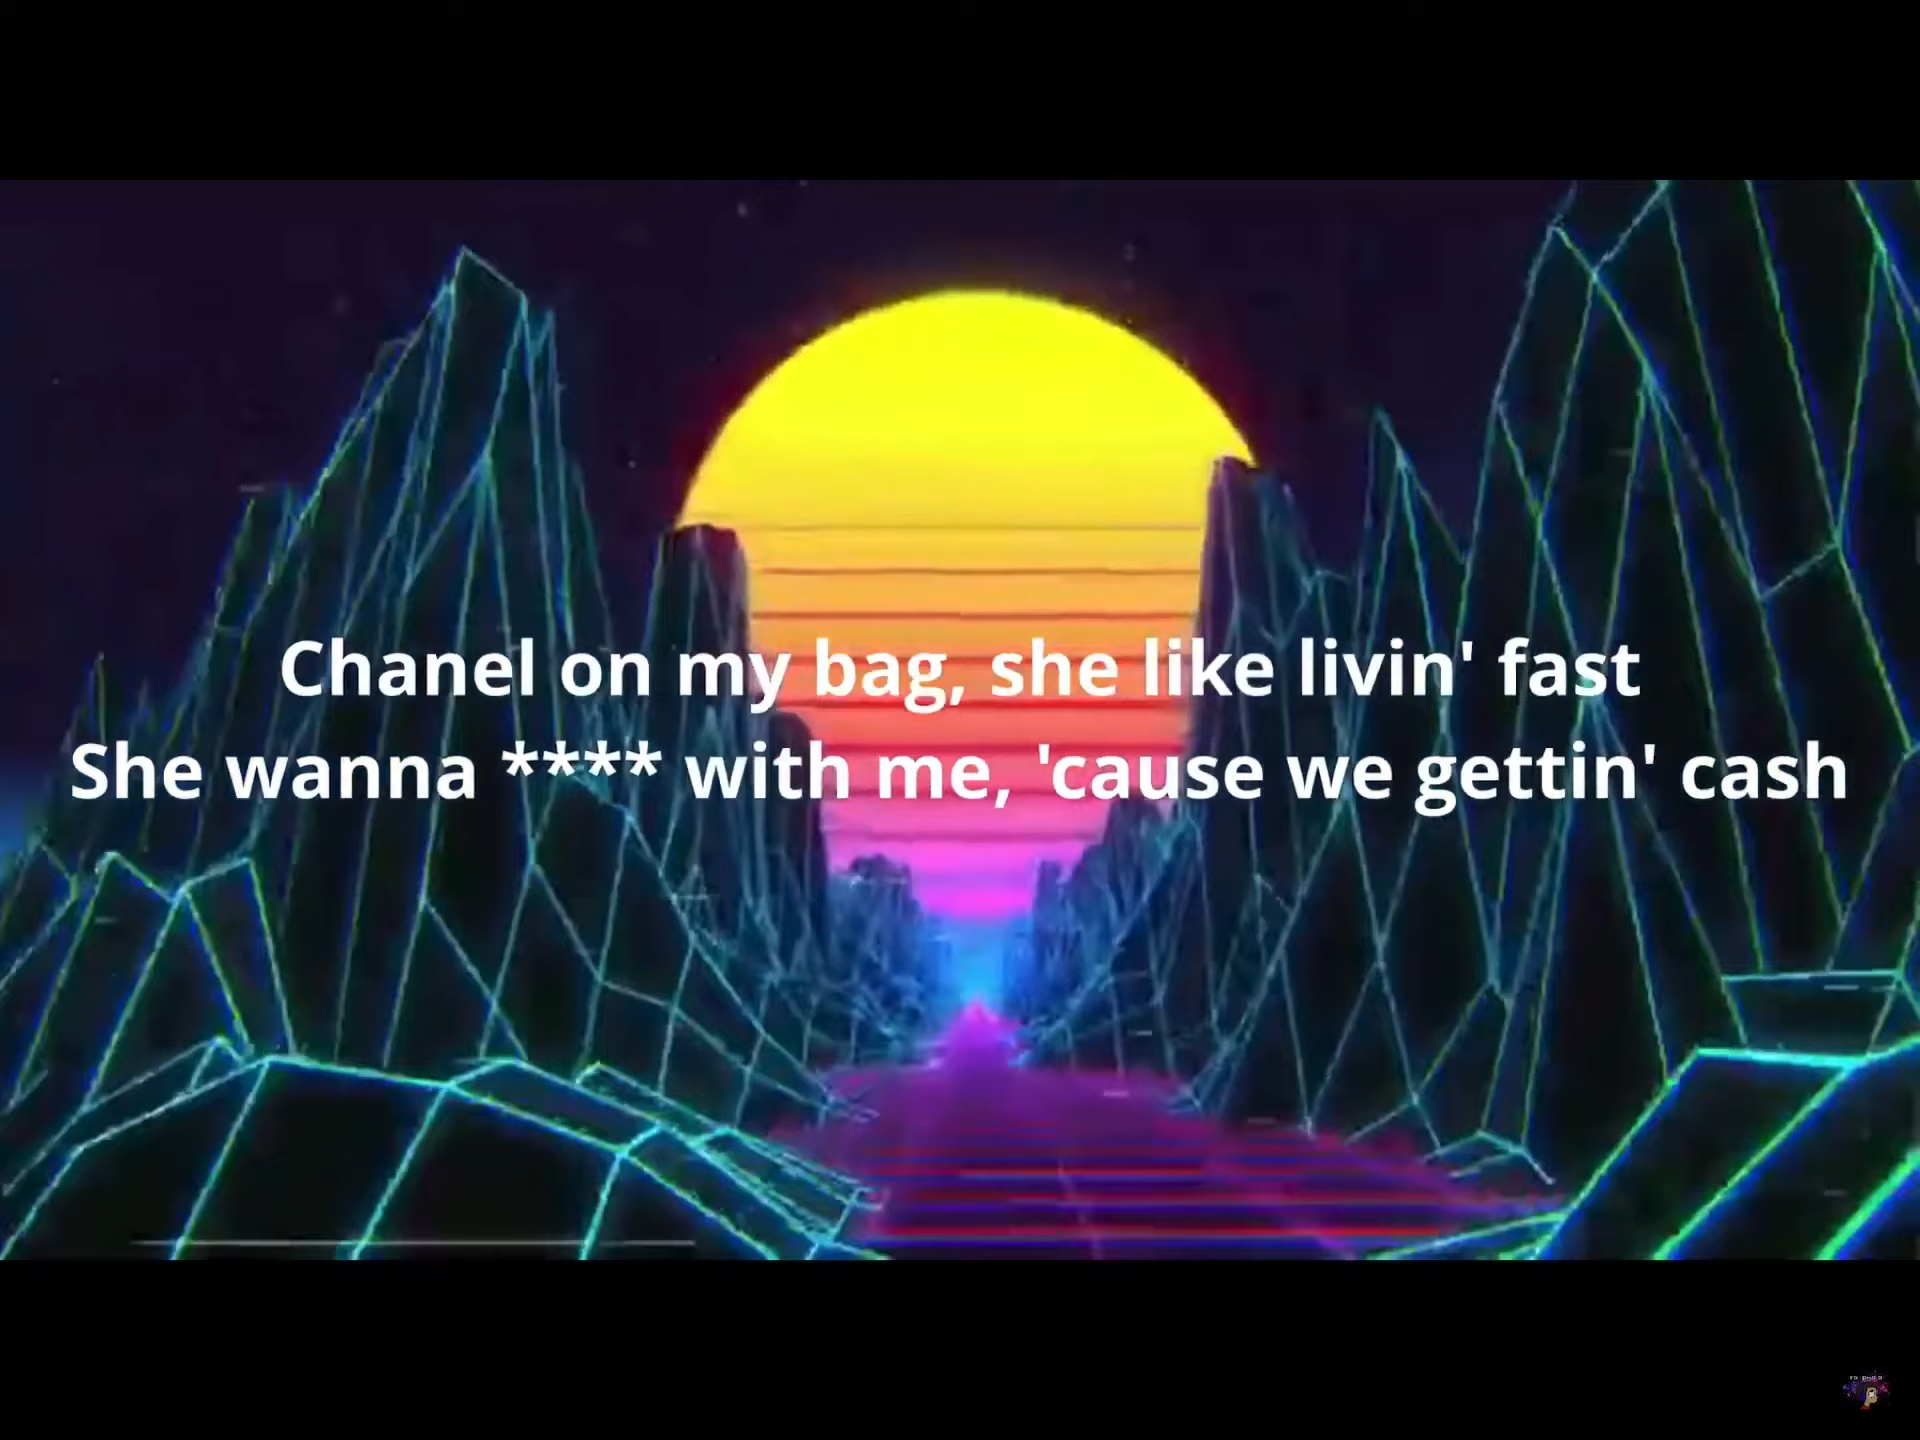 Chanel on my bag, she like livin' fast
She wanna **** with me, 'cause we gettin' cash